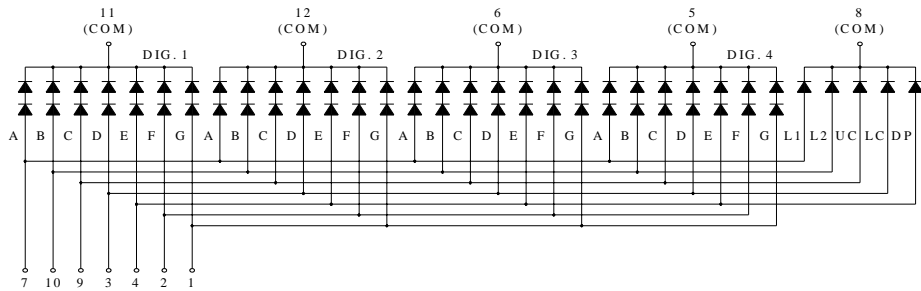 11 12 6 5 8
(COM) (COM) (COM) (COM) (COM)
DIG. 1 DIG. 2 DIG. 3 DIG. 4
A B C D E F G A B C D E F G A B C D E F G A B C D E F G L1 L2 UC LC DP
7 10 9 3 4 2 1